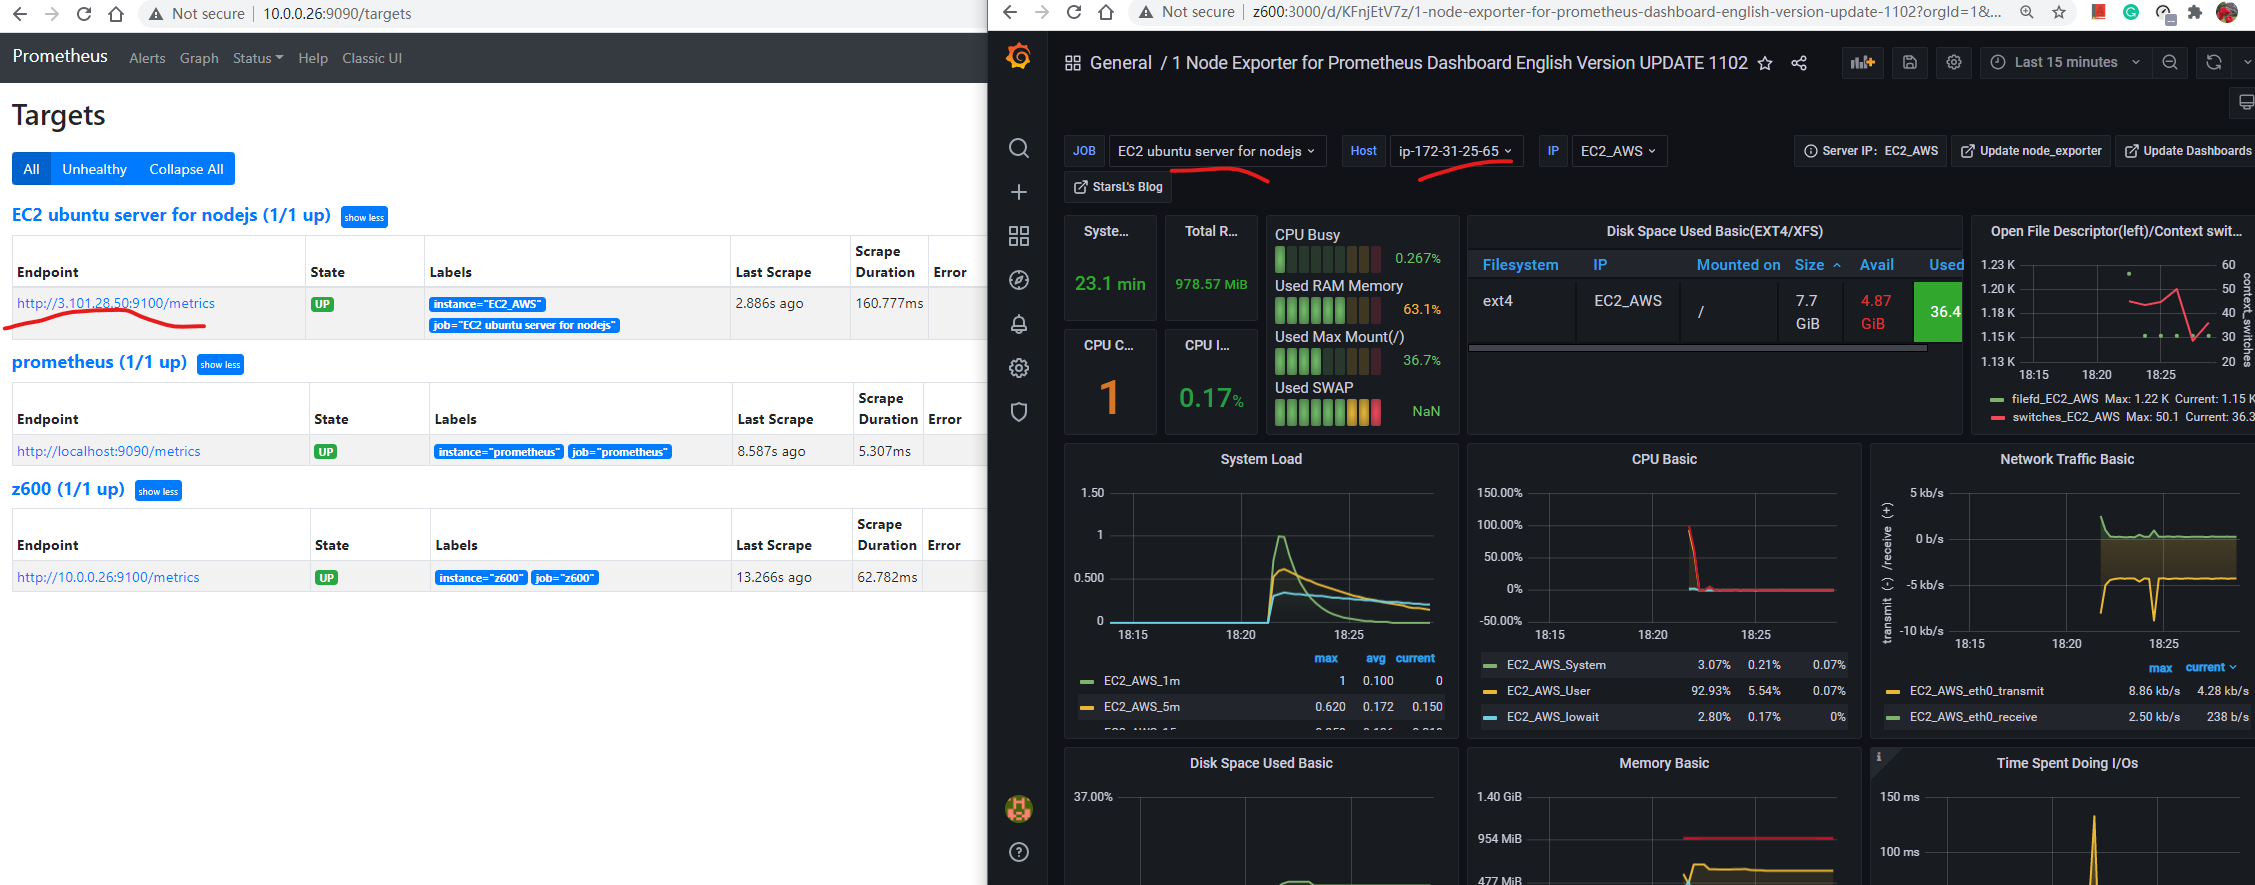 Not secure | 10.0.0.26:9090/targets
Prometheus Alerts Graph Status Help Classic UI
Targets
All Unhealthy Collapse All
EC2 ubuntu server for nodejs (1/1 up) show less
Endpoint State Labels Last Scrape Scrape Duration Error
http://3.101.28.50:9100/metrics UP instance="EC2_AWS" 2.886s ago 160.777ms
job="EC2 ubuntu server for nodejs"
prometheus (1/1 up) show less
Endpoint State Labels Last Scrape Scrape Duration Error
http://localhost:9090/metrics UP instance="prometheus" job="prometheus" 8.587s ago 5.307ms
z600 (1/1 up) show less
Endpoint State Labels Last Scrape Scrape Duration Error
http://10.0.0.26:9100/metrics UP instance="z600" job="z600" 13.266s ago 62.782ms
Not secure | z600:3000/d/KFnjEtV7z/1-node-exporter-for-prometheus-dashboard-english-version-update-1102?orgId=1&...
General / 1 Node Exporter for Prometheus Dashboard English Version UPDATE 1102 Last 15 minutes
JOB EC2 ubuntu server for nodejs Host ip-172-31-25-65 IP EC2_AWS Server IP: EC2_AWS Update node_exporter Update Dashboards
StarsL's Blog
Syste...
23.1 min
Total R...
978.57 MiB
CPU C...
1
CPU I...
0.17%
CPU Busy
0.267%
Used RAM Memory
63.1%
Used Max Mount(/)
36.7%
Used SWAP
NaN
Disk Space Used Basic(EXT4/XFS)
Filesystem IP Mounted on Size Avail Used
ext4 EC2_AWS / 7.7 GiB 4.87 GiB 36.4
Open File Descriptor(left)/Context swit...
1.23 K 60
1.20 K 50
1.18 K 40
1.15 K 30
1.13 K 20
context_switches
18:15 18:20 18:25
filefd_EC2_AWS Max: 1.22 K Current: 1.15 K
switches_EC2_AWS Max: 50.1 Current: 36.3
System Load
1.50
1
0.500
0
18:15 18:20 18:25
max avg current
EC2_AWS_1m 1 0.100 0
EC2_AWS_5m 0.620 0.172 0.150
CPU Basic
150.00%
100.00%
50.00%
0%
-50.00%
18:15 18:20 18:25
EC2_AWS_System 3.07% 0.21% 0.07%
EC2_AWS_User 92.93% 5.54% 0.07%
EC2_AWS_Iowait 2.80% 0.17% 0%
Network Traffic Basic
transmit (-) /receive (+)
5 kb/s
0 b/s
-5 kb/s
-10 kb/s
18:15 18:20 18:25
max current
EC2_AWS_eth0_transmit 8.86 kb/s 4.28 kb/s
EC2_AWS_eth0_receive 2.50 kb/s 238 b/s
Disk Space Used Basic
37.00%
Memory Basic
1.40 GiB
954 MiB
477 MiB
Time Spent Doing I/Os
150 ms
100 ms